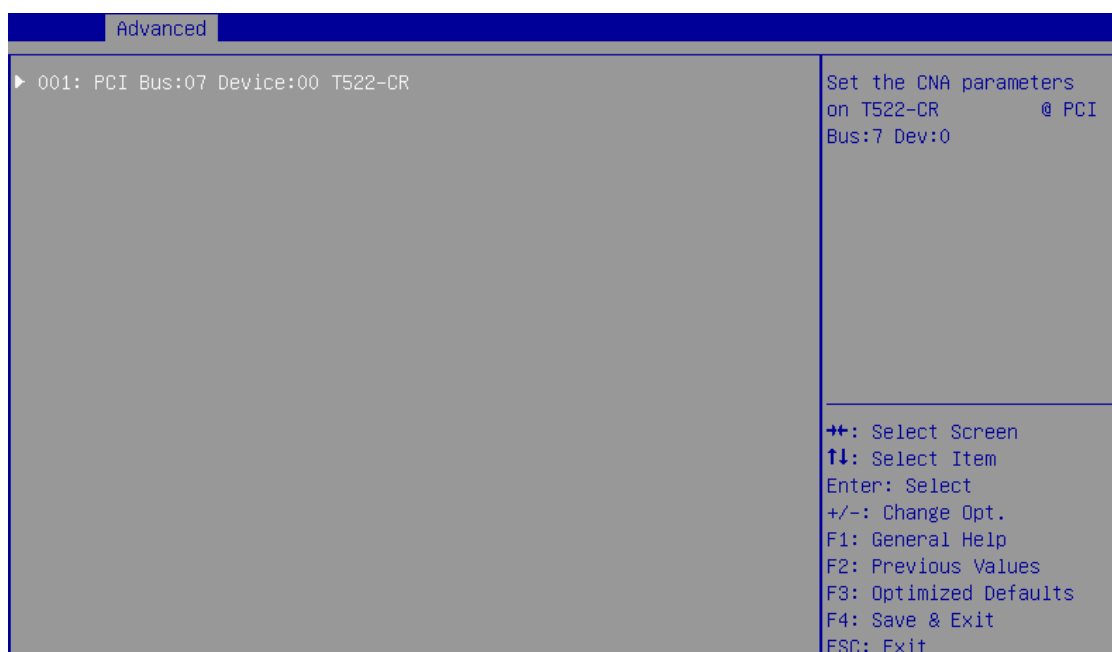 Advanced
▶ 001: PCI Bus:07 Device:00 T522-CR
Set the CNA parameters
on T522-CR @ PCI
Bus:7 Dev:0
→←: Select Screen
↑↓: Select Item
Enter: Select
+/-: Change Opt.
F1: General Help
F2: Previous Values
F3: Optimized Defaults
F4: Save & Exit
ESC: Exit